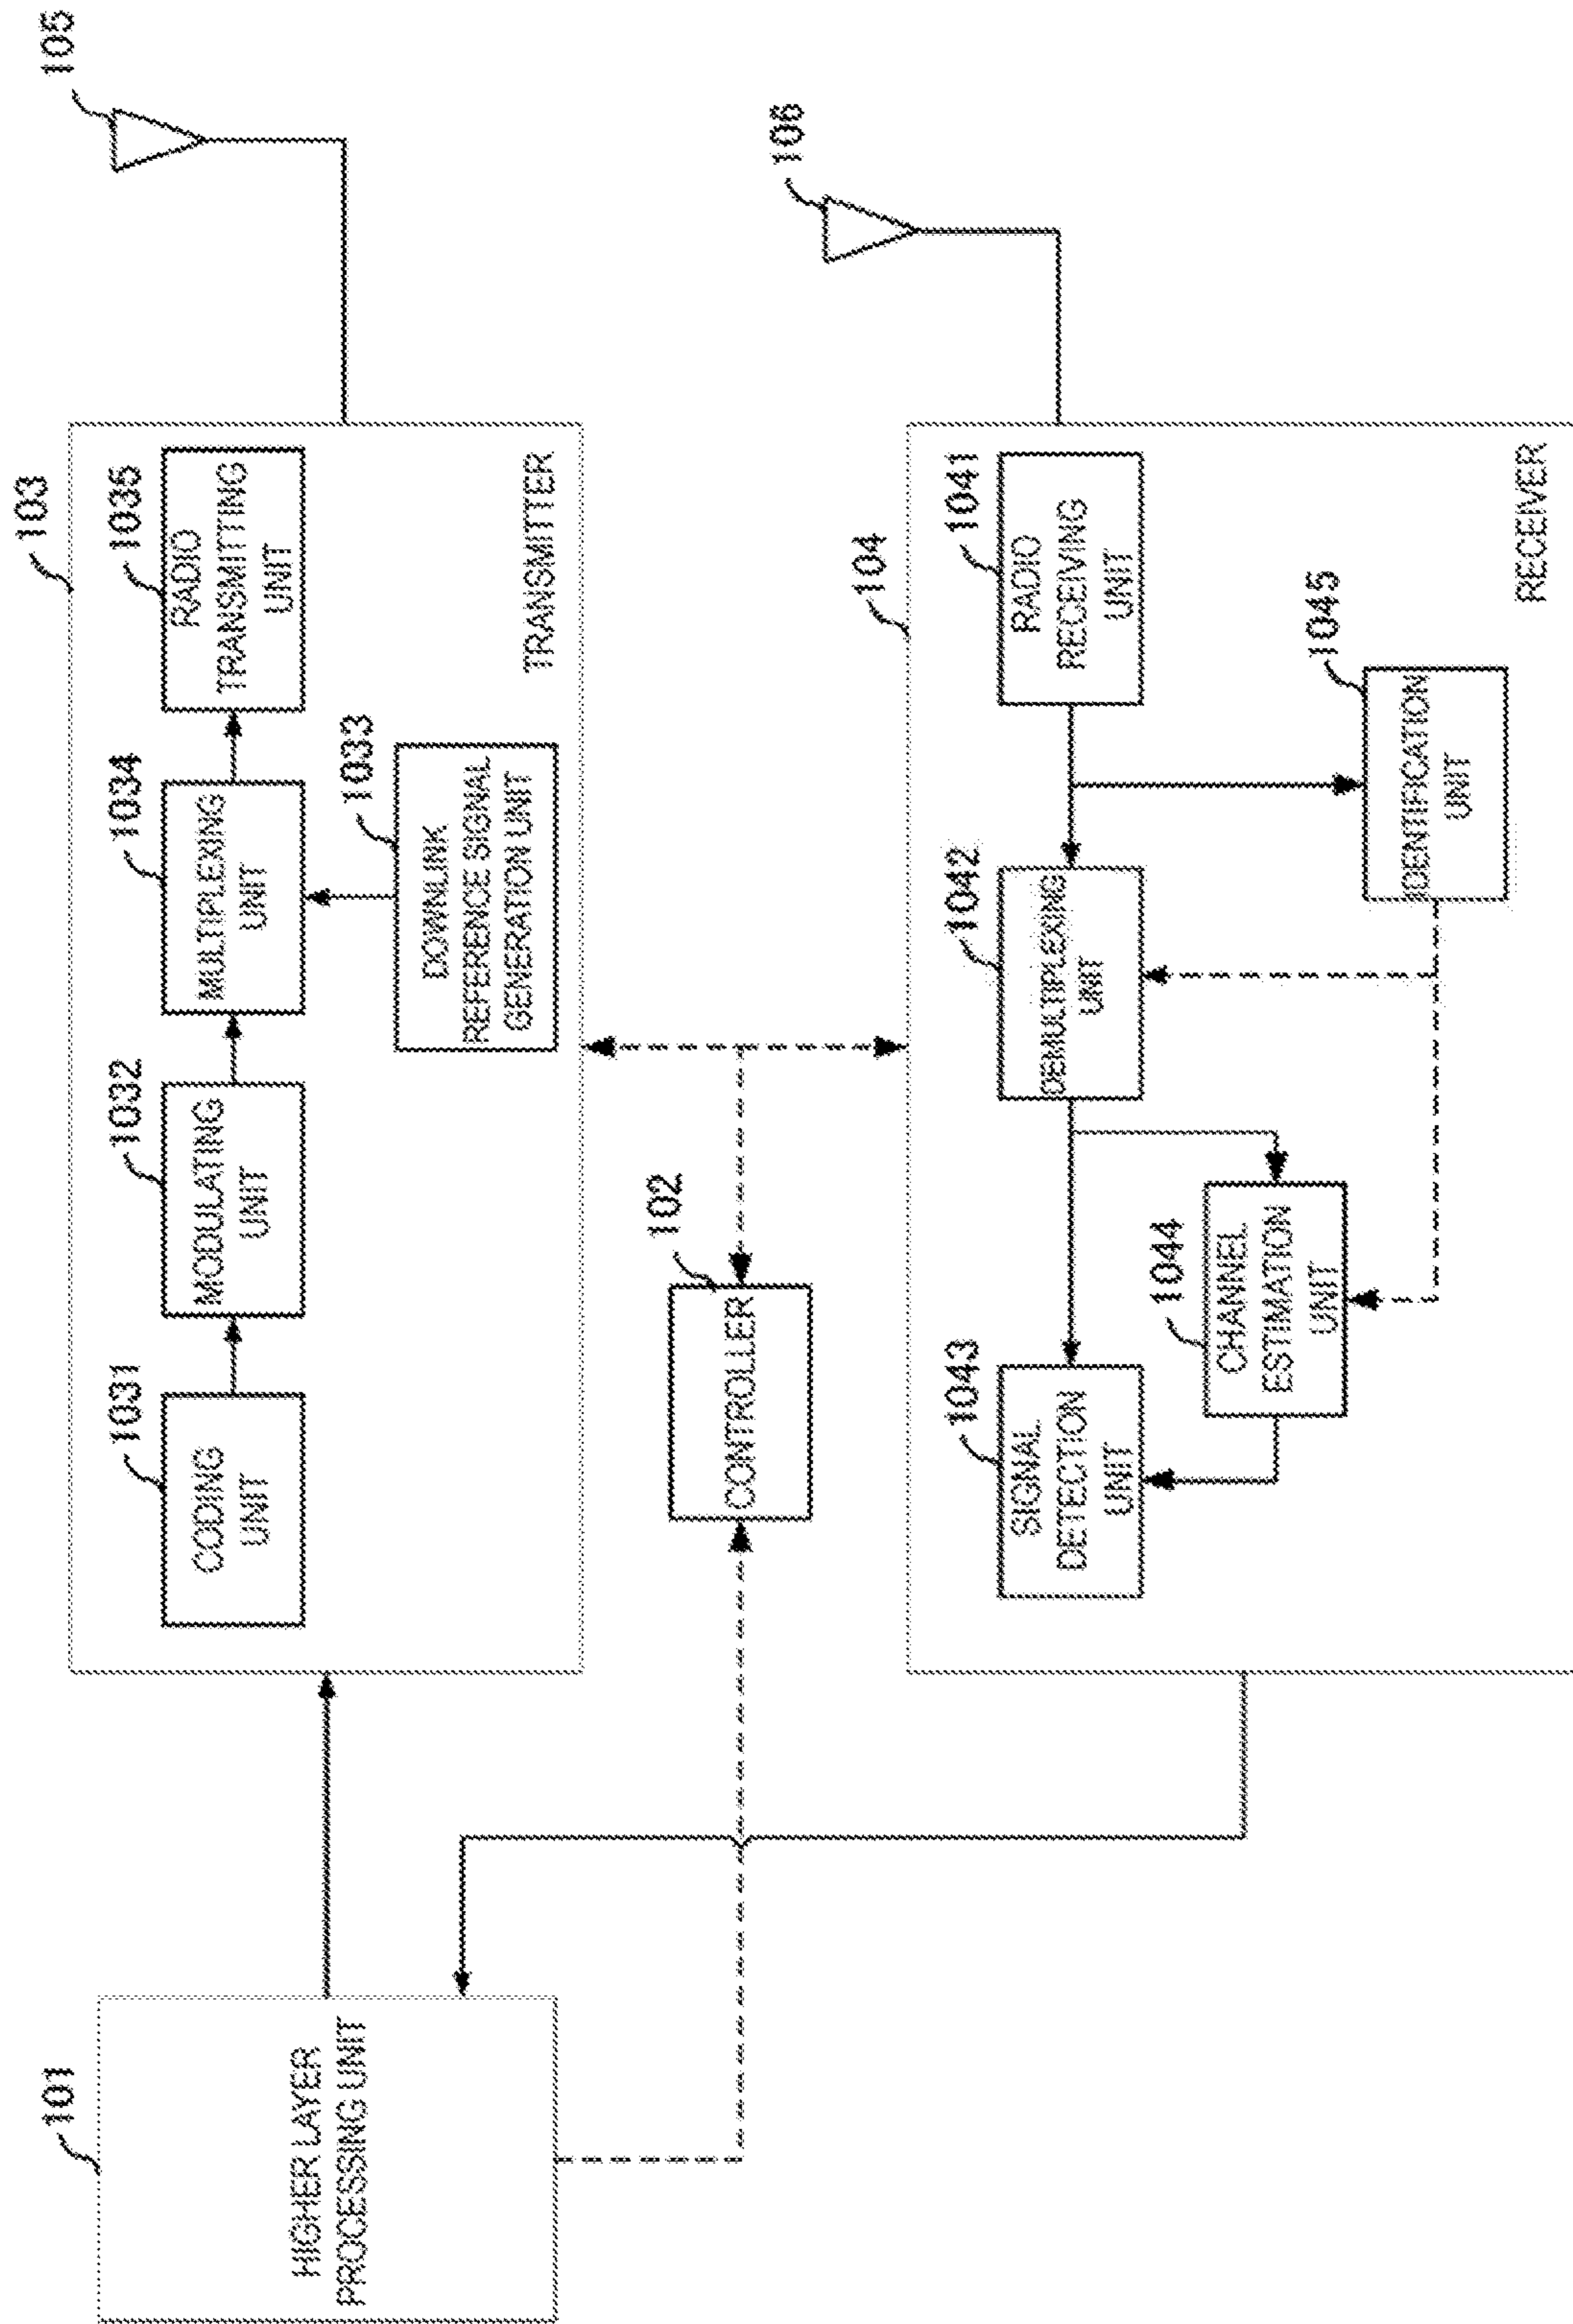 101
HIGHER LAYER
PROCESSING UNIT
103
1031
CODING
UNIT
1032
MODULATING
UNIT
1034
MULTIPLEXING
UNIT
1035
RADIO
TRANSMITTING
UNIT
1033
DOWNLINK
REFERENCE SIGNAL
GENERATION UNIT
TRANSMITTER
105
102
CONTROLLER
106
104
1043
SIGNAL
DETECTION
UNIT
1042
DEMULTIPLEXING
UNIT
1041
RADIO
RECEIVING
UNIT
1044
CHANNEL
ESTIMATION
UNIT
1045
IDENTIFICATION
UNIT
RECEIVER